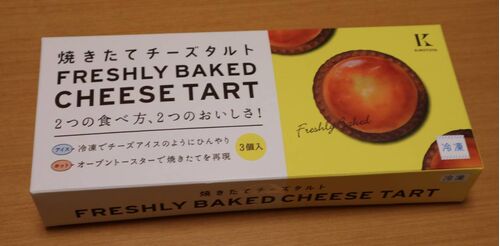 焼きたてチーズタルト
FRESHLY BAKED
CHEESE TART
2つの食べ方、2つのおいしさ!
アイス 冷凍でチーズアイスのようにひんやり
ホット オーブントースターで焼きたてを再現
3個入
K
KINOTOYA
Freshly Baked
冷凍
焼きたてチーズタルト
FRESHLY BAKED CHEESE TART
冷凍